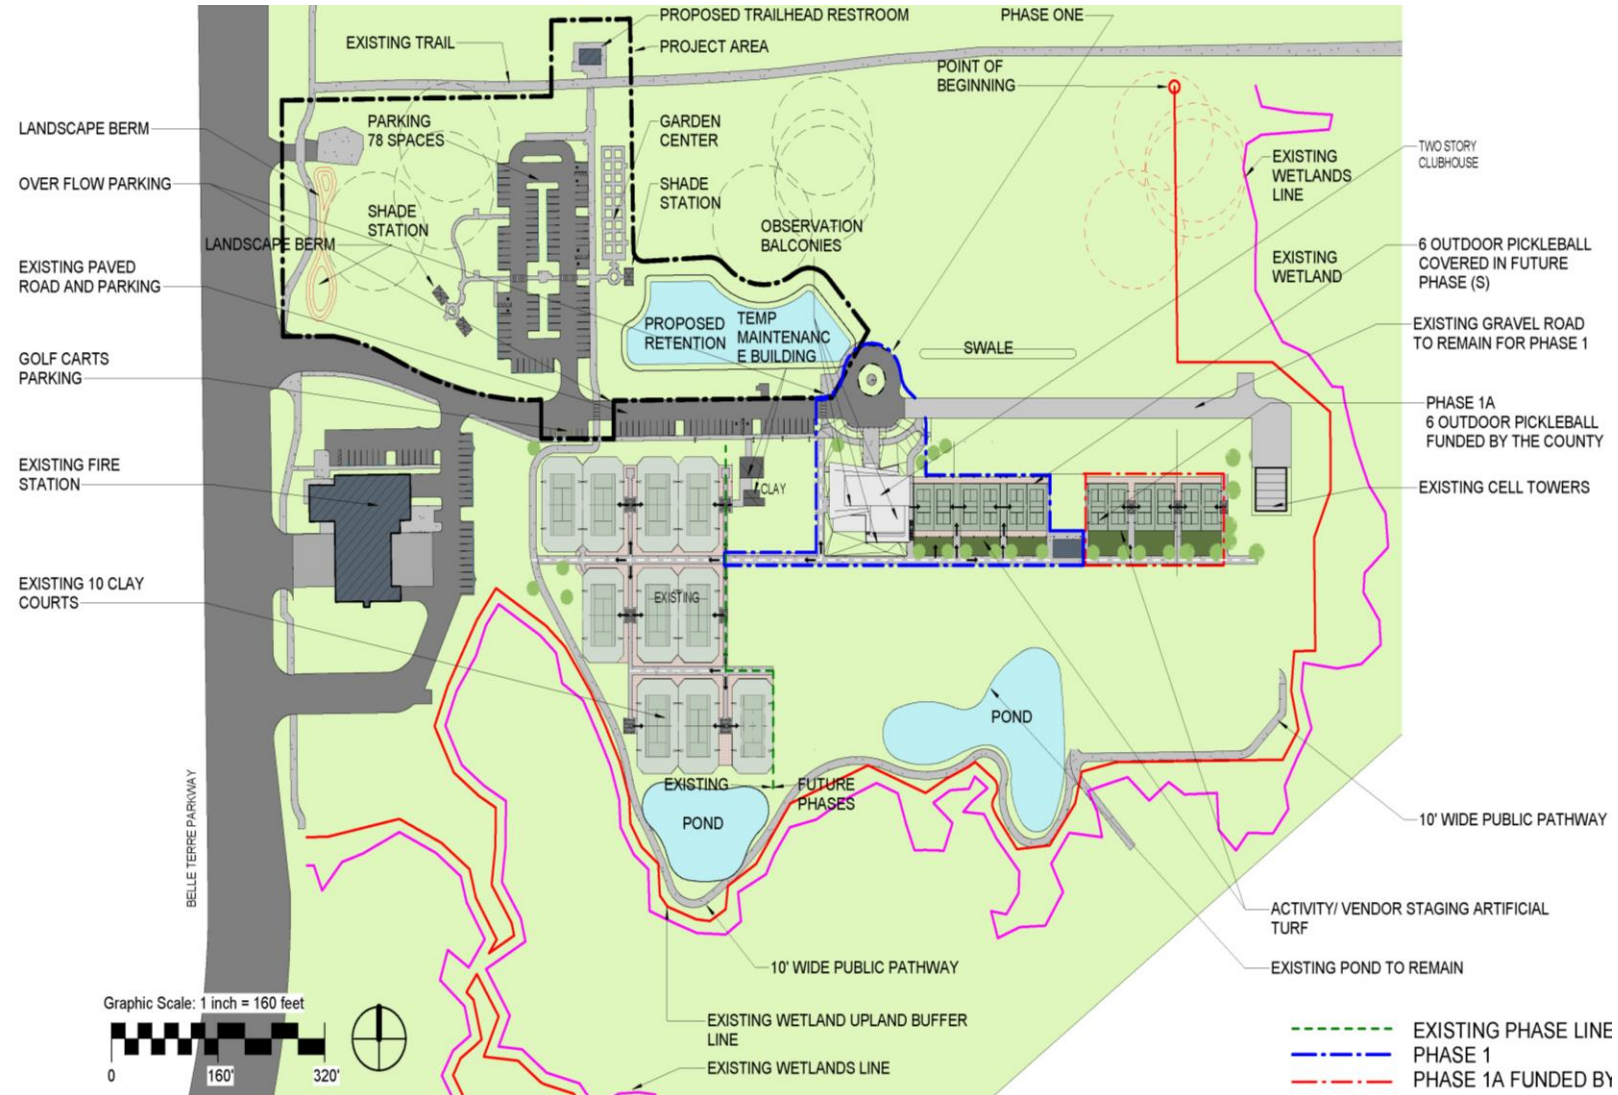 PROPOSED TRAILHEAD RESTROOM
PHASE ONE
EXISTING TRAIL
PROJECT AREA
POINT OF
BEGINNING
LANDSCAPE BERM
PARKING
78 SPACES
GARDEN
CENTER
TWO STORY
CLUBHOUSE
EXISTING
WETLANDS
LINE
OVER FLOW PARKING
SHADE
STATION
SHADE
STATION
OBSERVATION
BALCONIES
LANDSCAPE BERM
6 OUTDOOR PICKLEBALL
COVERED IN FUTURE
PHASE (S)
EXISTING
WETLAND
EXISTING PAVED
ROAD AND PARKING
PROPOSED
RETENTION
TEMP
MAINTENANC
E BUILDING
SWALE
EXISTING GRAVEL ROAD
TO REMAIN FOR PHASE 1
GOLF CARTS
PARKING
PHASE 1A
6 OUTDOOR PICKLEBALL
FUNDED BY THE COUNTY
EXISTING FIRE
STATION
CLAY
EXISTING CELL TOWERS
EXISTING 10 CLAY
COURTS
EXISTING
POND
EXISTING
FUTURE
PHASES
POND
BELLE TERRE PARKWAY
10' WIDE PUBLIC PATHWAY
ACTIVITY/ VENDOR STAGING ARTIFICIAL
TURF
10' WIDE PUBLIC PATHWAY
EXISTING POND TO REMAIN
Graphic Scale: 1 inch = 160 feet
0
160'
320'
EXISTING WETLAND UPLAND BUFFER
LINE
EXISTING WETLANDS LINE
EXISTING PHASE LINE
PHASE 1
PHASE 1A FUNDED BY